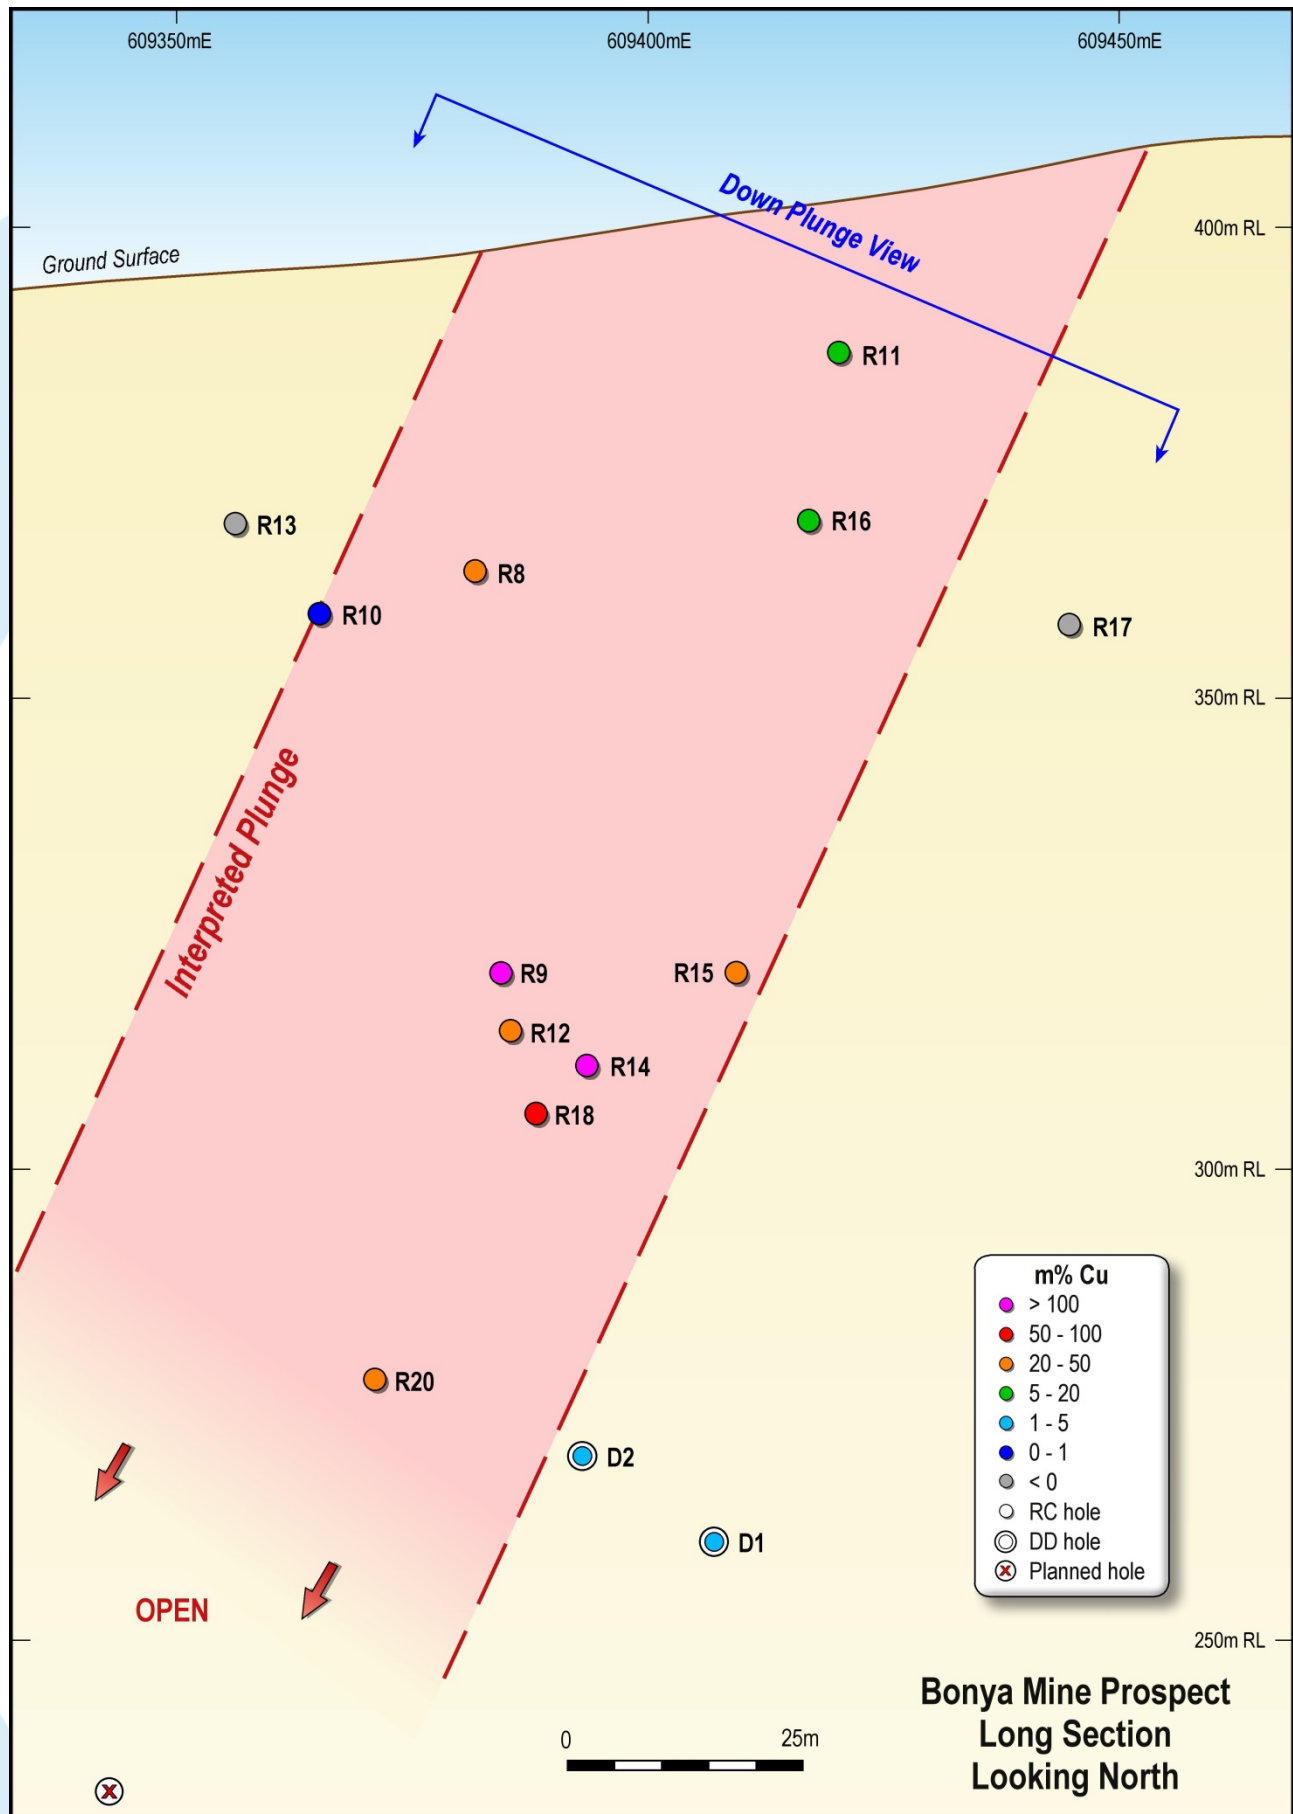 609350mE
609400mE
609450mE
Down Plunge View
400m RL
Ground Surface
R11
R13
R16
R8
R10
R17
350m RL
Interpreted Plunge
R9
R15
R12
R14
R18
300m RL
m% Cu
> 100
50 - 100
20 - 50
5 - 20
1 - 5
0 - 1
< 0
RC hole
DD hole
Planned hole
R20
D2
D1
OPEN
250m RL
Bonya Mine Prospect
Long Section
Looking North
0 25m